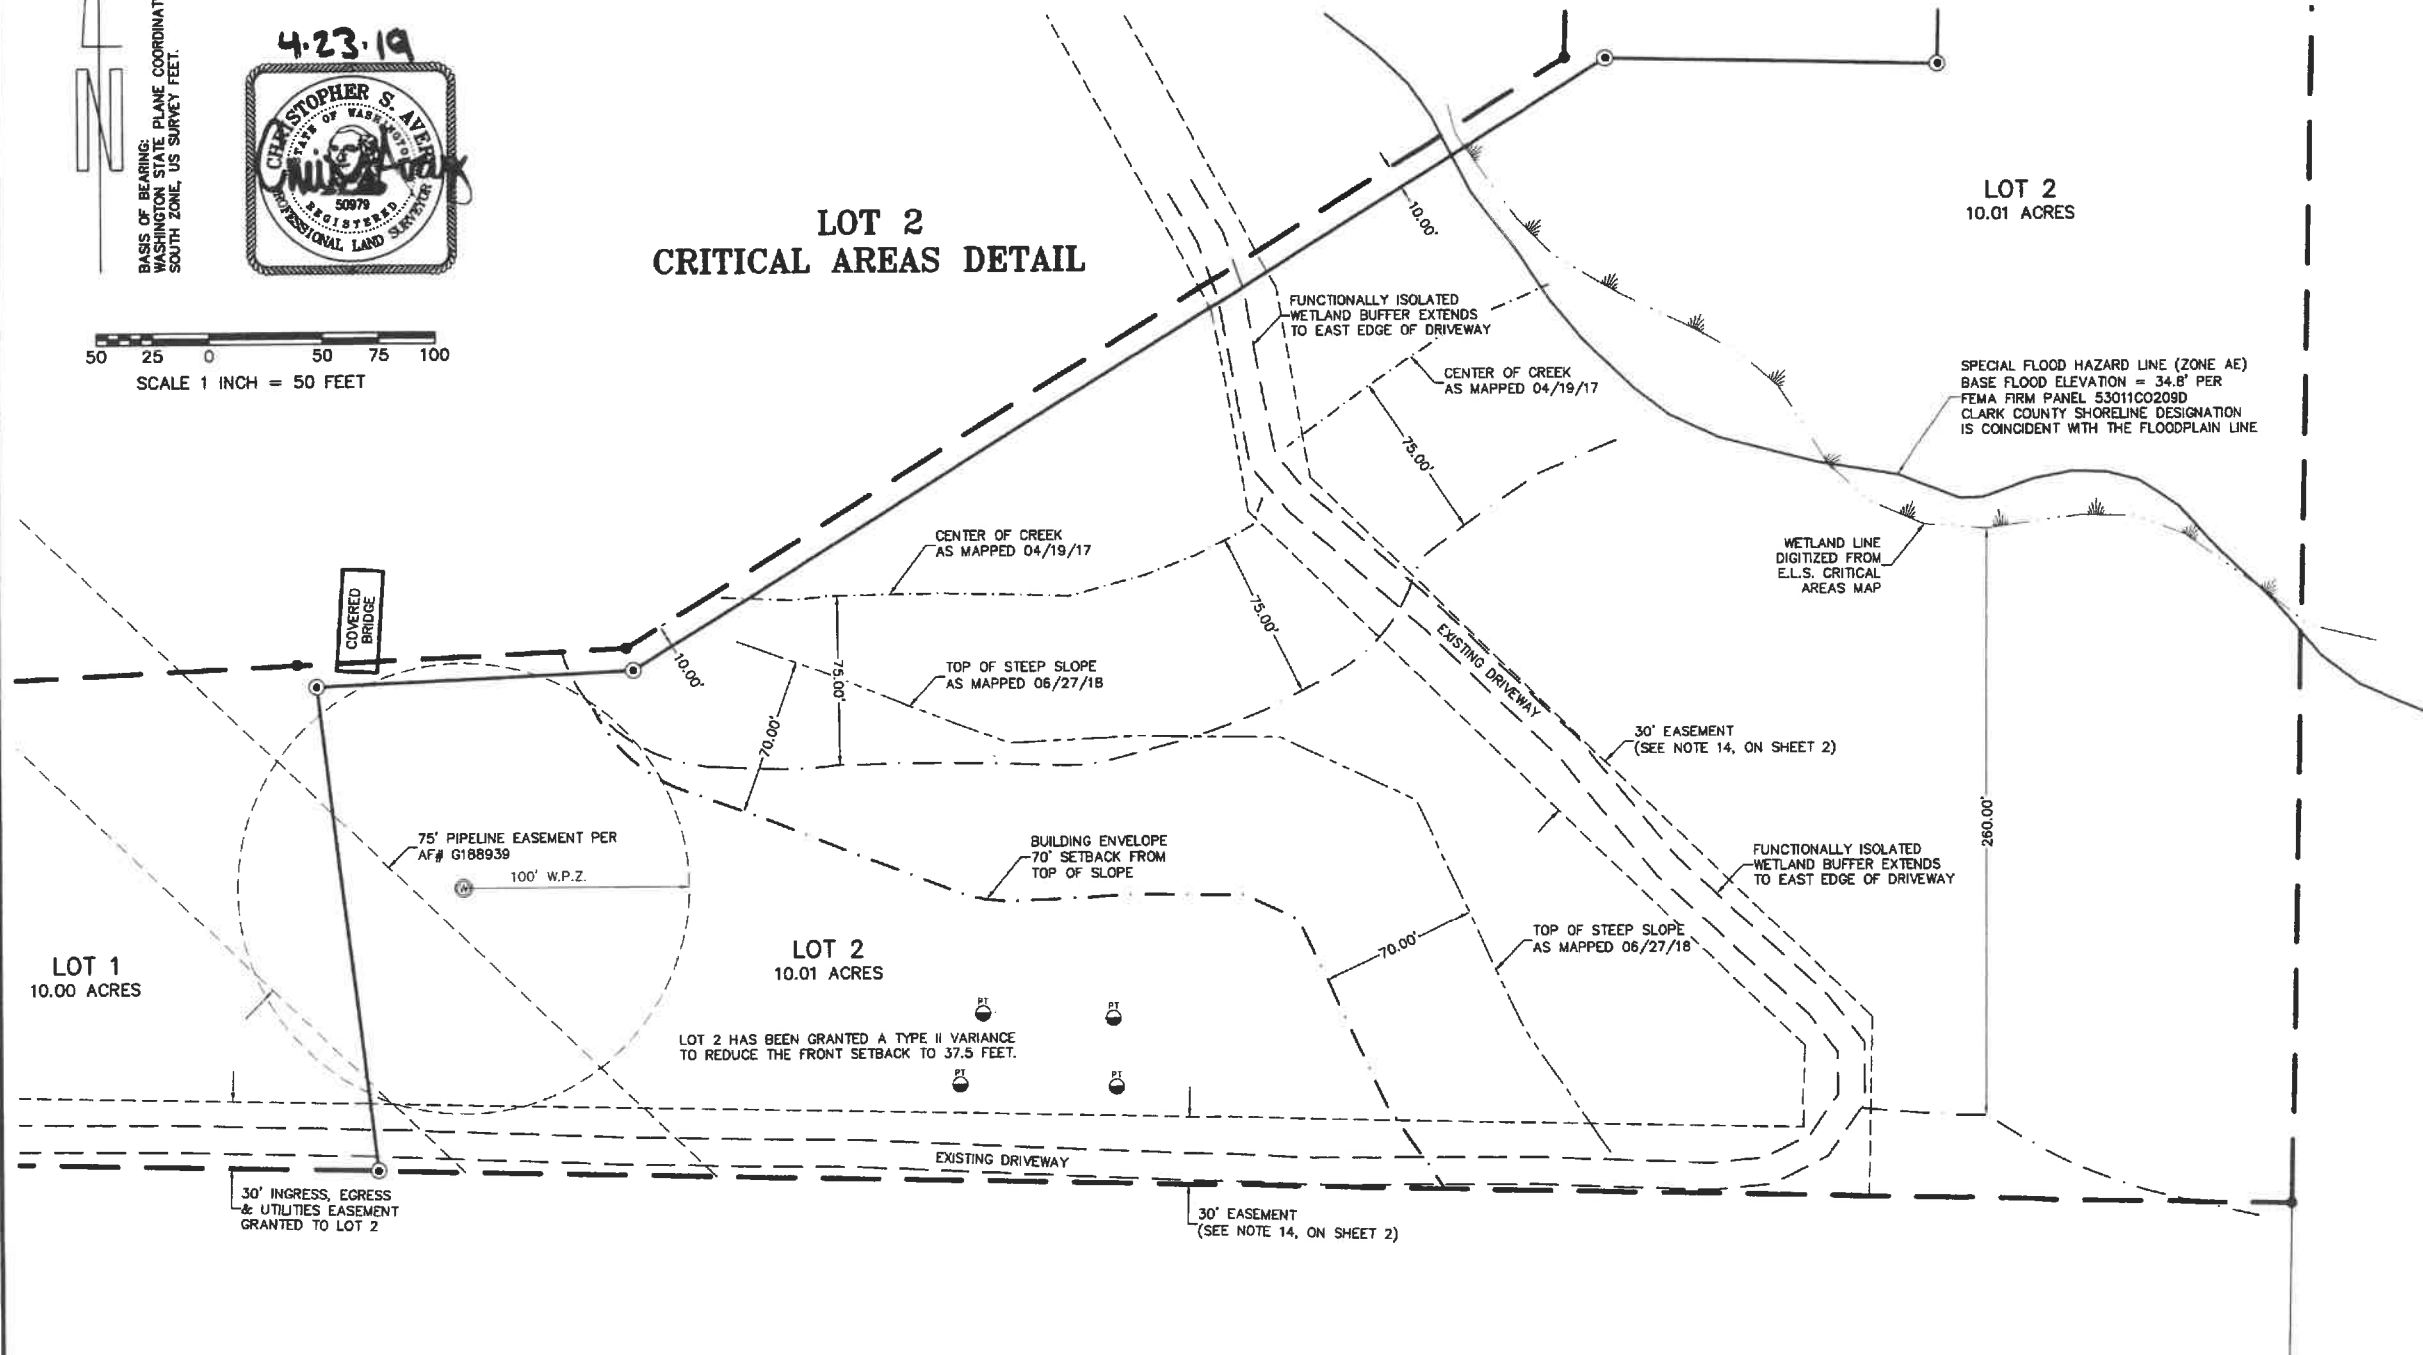 4.23.19
N
BASIS OF BEARING:
WASHINGTON STATE PLANE COORDINAT
SOUTH ZONE, US SURVEY FEET.
CHRISTOPHER S. AVERY
STATE OF WASHINGTON
50979
REGISTERED
PROFESSIONAL LAND SURVEYOR
50 25 0 50 75 100
SCALE 1 INCH = 50 FEET
LOT 2
CRITICAL AREAS DETAIL
10.00'
LOT 2
10.01 ACRES
FUNCTIONALLY ISOLATED
WETLAND BUFFER EXTENDS
TO EAST EDGE OF DRIVEWAY
CENTER OF CREEK
AS MAPPED 04/19/17
75.00'
SPECIAL FLOOD HAZARD LINE (ZONE AE)
BASE FLOOD ELEVATION = 34.8' PER
FEMA FIRM PANEL 53011C0209D
CLARK COUNTY SHORELINE DESIGNATION
IS COINCIDENT WITH THE FLOODPLAIN LINE
CENTER OF CREEK
AS MAPPED 04/19/17
WETLAND LINE
DIGITIZED FROM
E.L.S. CRITICAL
AREAS MAP
COVERED
BRIDGE
75.00'
10.00'
75.00'
TOP OF STEEP SLOPE
AS MAPPED 06/27/18
EXISTING DRIVEWAY
70.00'
30' EASEMENT
(SEE NOTE 14, ON SHEET 2)
260.00'
75' PIPELINE EASEMENT PER
AF# G188939
100' W.P.Z.
W
BUILDING ENVELOPE
70' SETBACK FROM
TOP OF SLOPE
FUNCTIONALLY ISOLATED
WETLAND BUFFER EXTENDS
TO EAST EDGE OF DRIVEWAY
70.00'
TOP OF STEEP SLOPE
AS MAPPED 06/27/18
LOT 1
10.00 ACRES
LOT 2
10.01 ACRES
PT
PT
LOT 2 HAS BEEN GRANTED A TYPE II VARIANCE
TO REDUCE THE FRONT SETBACK TO 37.5 FEET.
PT
PT
EXISTING DRIVEWAY
30' INGRESS, EGRESS
& UTILITIES EASEMENT
GRANTED TO LOT 2
30' EASEMENT
(SEE NOTE 14, ON SHEET 2)